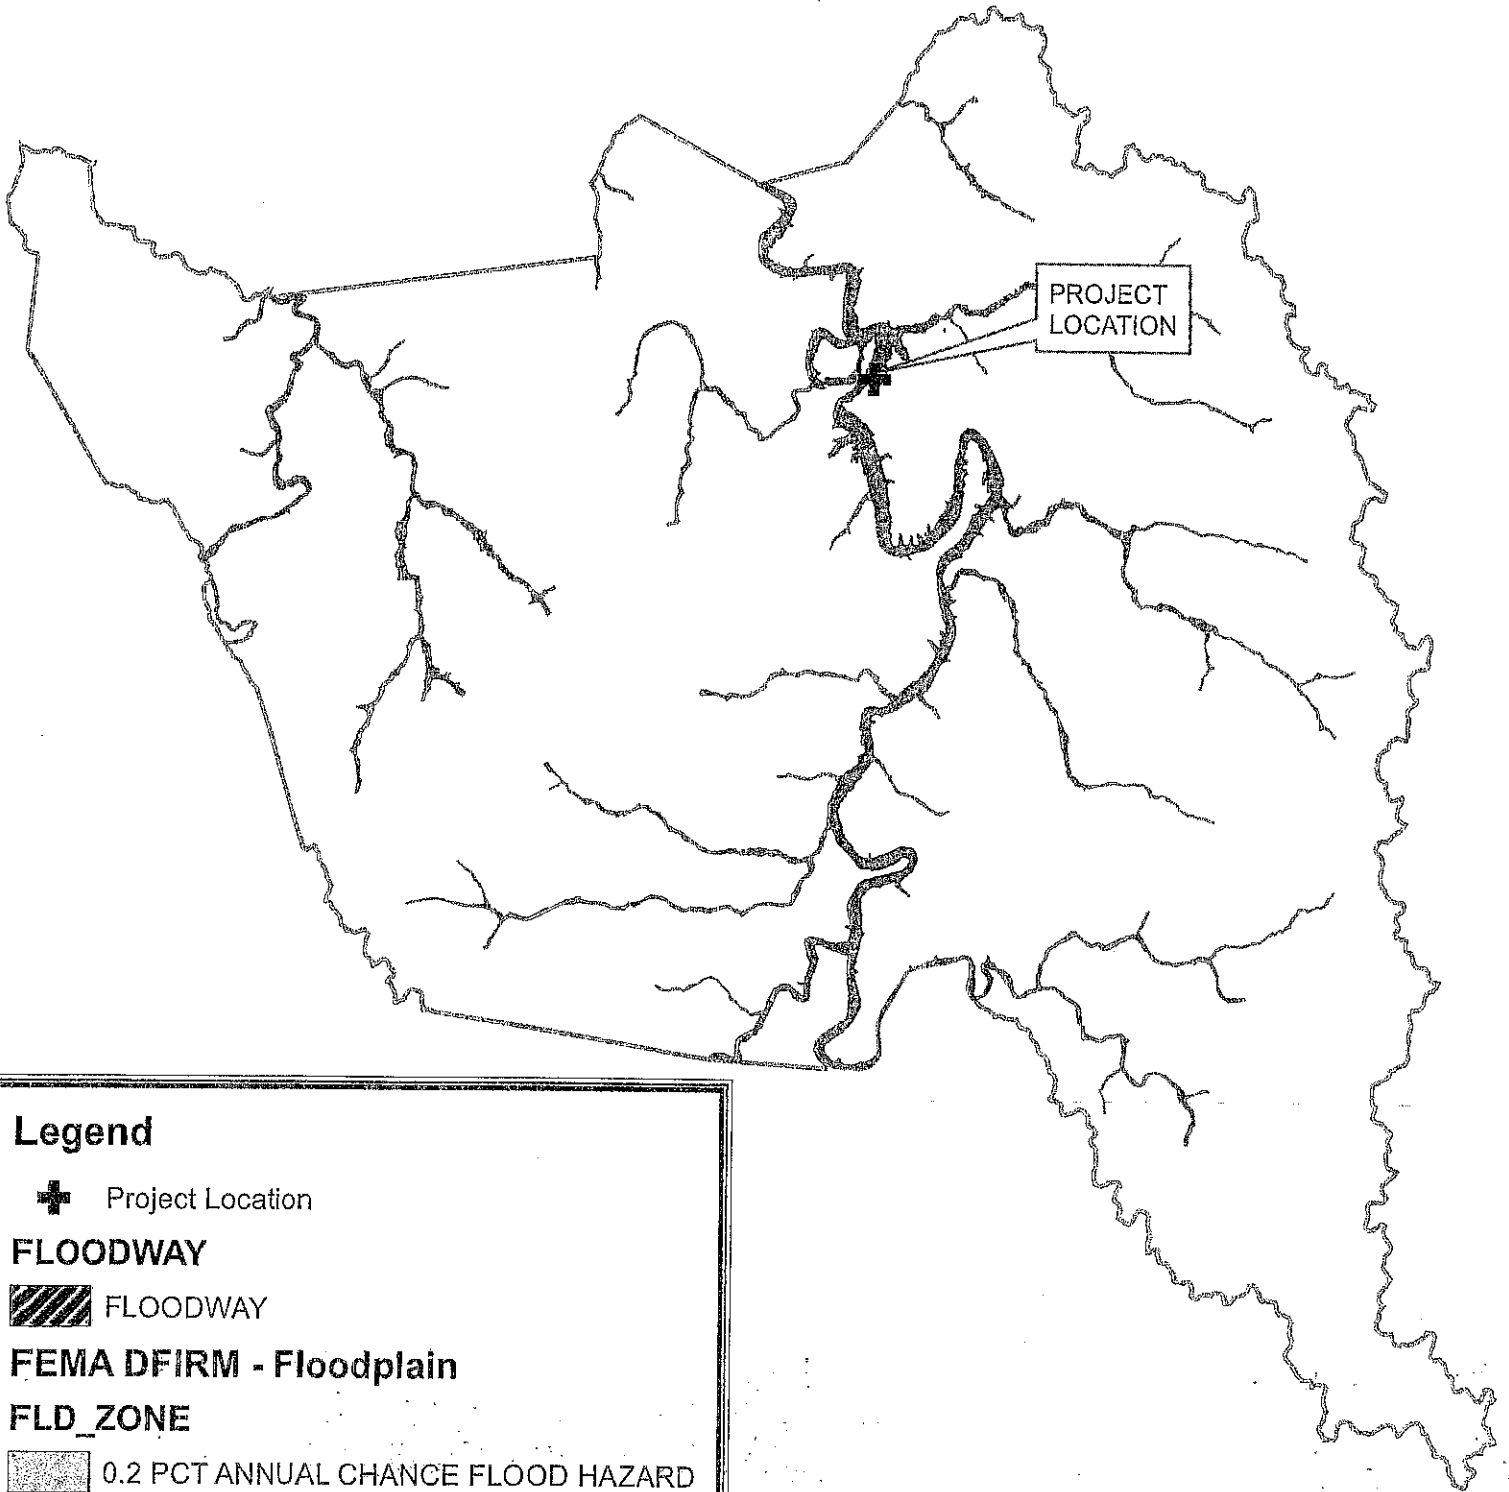 PROJECT
LOCATION
Legend
Project Location
FLOODWAY
FLOODWAY
FEMA DFIRM - Floodplain
FLD_ZONE
0.2 PCT ANNUAL CHANCE FLOOD HAZARD